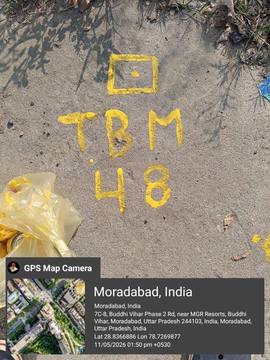 TBM
48
GPS Map Camera
Moradabad, India
Moradabad, India
7C-8, Buddhi Vihar Phase 2 Rd, near MGR Resorts, Buddhi
Vihar, Moradabad, Uttar Pradesh 244103, India, Moradabad,
Uttar Pradesh, India
Lat 28.8366886 Lon 78.7269877
11/05/2026 01:50 pm +0530